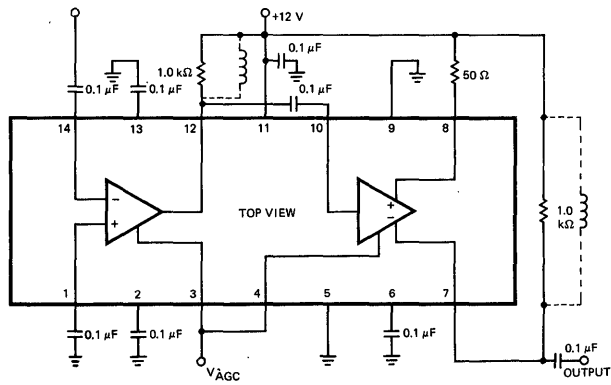 +12 V
0.1 µF
1.0 kΩ
50 Ω
0.1 µF
0.1 µF
0.1 µF
14
13
12
11
10
9
8
−
+
TOP VIEW
+
−
1.0
kΩ
1
2
3
4
5
6
7
0.1 µF
0.1 µF
0.1 µF
0.1 µF
VAGC
OUTPUT